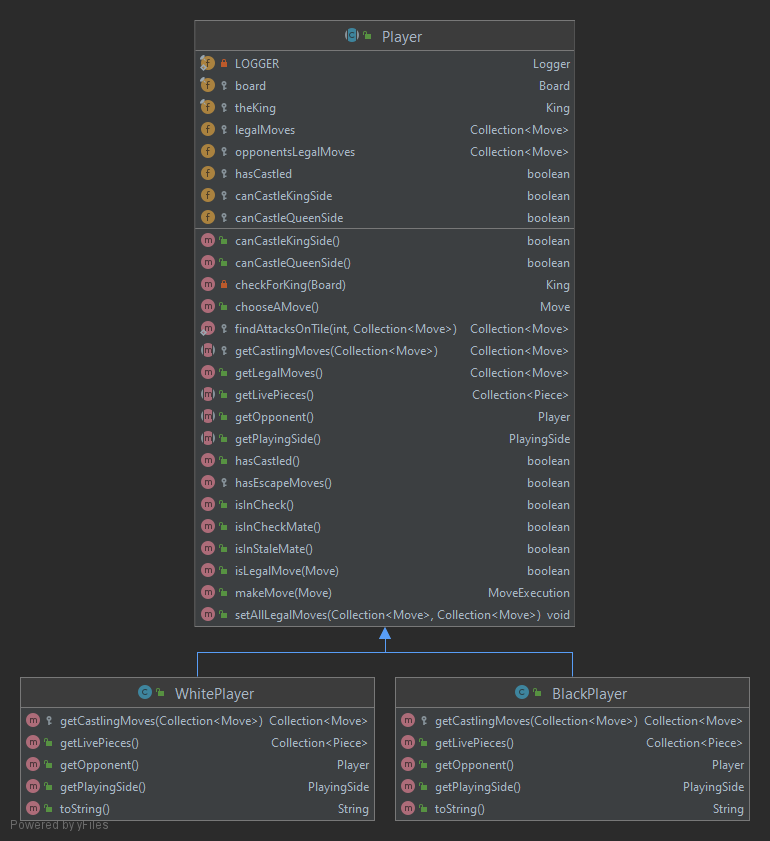 Player
LOGGER Logger
board Board
theKing King
legalMoves Collection<Move>
opponentsLegalMoves Collection<Move>
hasCastled boolean
canCastleKingSide boolean
canCastleQueenSide boolean
canCastleKingSide() boolean
canCastleQueenSide() boolean
checkForKing(Board) King
chooseAMove() Move
findAttacksOnTile(int, Collection<Move>) Collection<Move>
getCastlingMoves(Collection<Move>) Collection<Move>
getLegalMoves() Collection<Move>
getLivePieces() Collection<Piece>
getOpponent() Player
getPlayingSide() PlayingSide
hasCastled() boolean
hasEscapeMoves() boolean
isInCheck() boolean
isInCheckMate() boolean
isInStaleMate() boolean
isLegalMove(Move) boolean
makeMove(Move) MoveExecution
setAllLegalMoves(Collection<Move>, Collection<Move>) void
WhitePlayer
getCastlingMoves(Collection<Move>) Collection<Move>
getLivePieces() Collection<Piece>
getOpponent() Player
getPlayingSide() PlayingSide
toString() String
BlackPlayer
getCastlingMoves(Collection<Move>) Collection<Move>
getLivePieces() Collection<Piece>
getOpponent() Player
getPlayingSide() PlayingSide
toString() String
Powered by yFiles